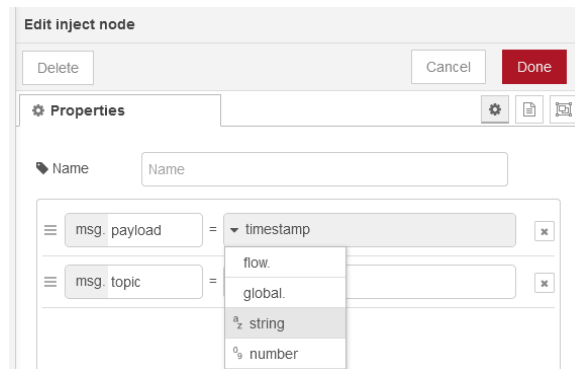 Edit inject node
Delete Cancel Done
Properties
Name Name
msg. payload = timestamp
flow.
msg. topic =
global.
az string
09 number